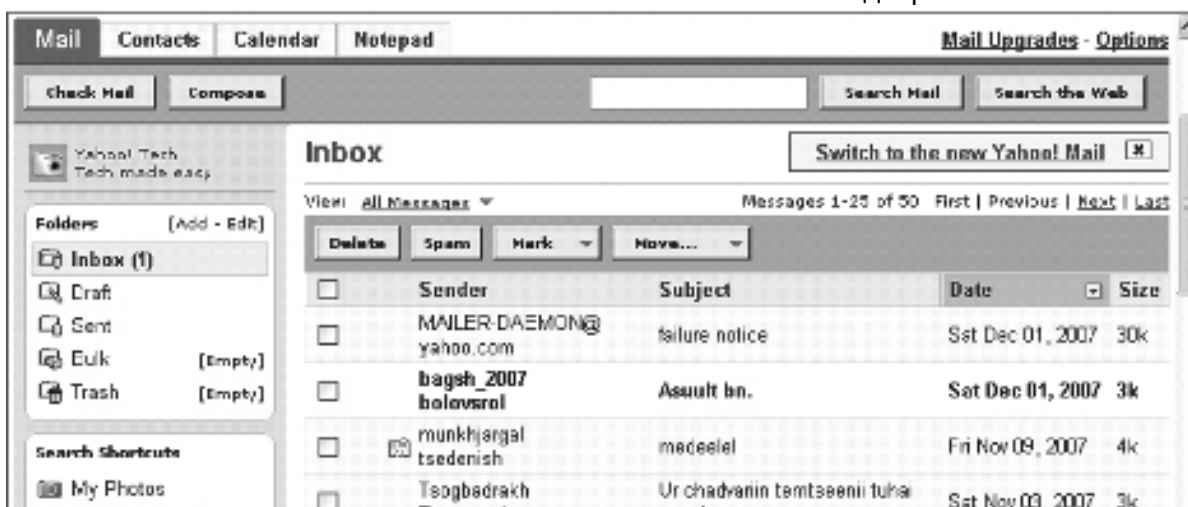 Mail Contacts Calendar Notepad Mail Upgrades - Options
Check Mail Compose Search Mail Search the Web
Yahoo! Tech
Tech made easy
Inbox Switch to the new Yahoo! Mail
View: All Messages Messages 1-25 of 50 First | Previous | Next | Last
Folders [Add - Edit]
Delete Spam Mark Move...
Inbox (1)
Sender Subject Date Size
Draft
Sent
MAILER-DAEMON@
yahoo.com failure notice Sat Dec 01, 2007 30k
Bulk [Empty]
Trash [Empty]
bagsh_2007
bolovsrol Asuult bn. Sat Dec 01, 2007 3k
munkhjargal
tsedenish medeelel Fri Nov 09, 2007 4k
Search Shortcuts
My Photos
Tsogbadrakh Ur chadvariin temtseenii tuhai Sat Nov 03, 2007 3k